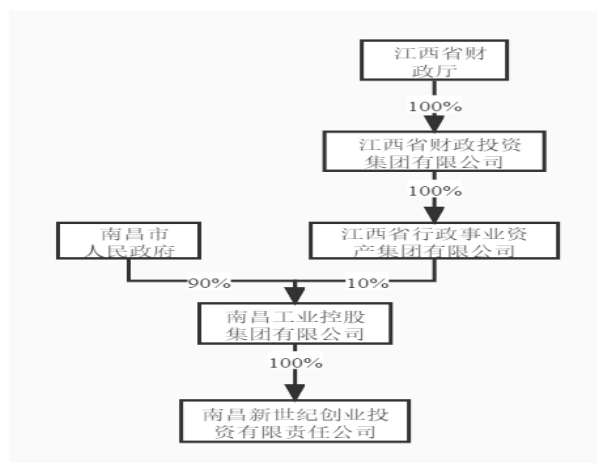 江西省财
政厅
100%
江西省财政投资
集团有限公司
100%
南昌市
人民政府
江西省行政事业资
产集团有限公司
90%
10%
南昌工业控股
集团有限公司
100%
南昌新世纪创业投
资有限责任公司